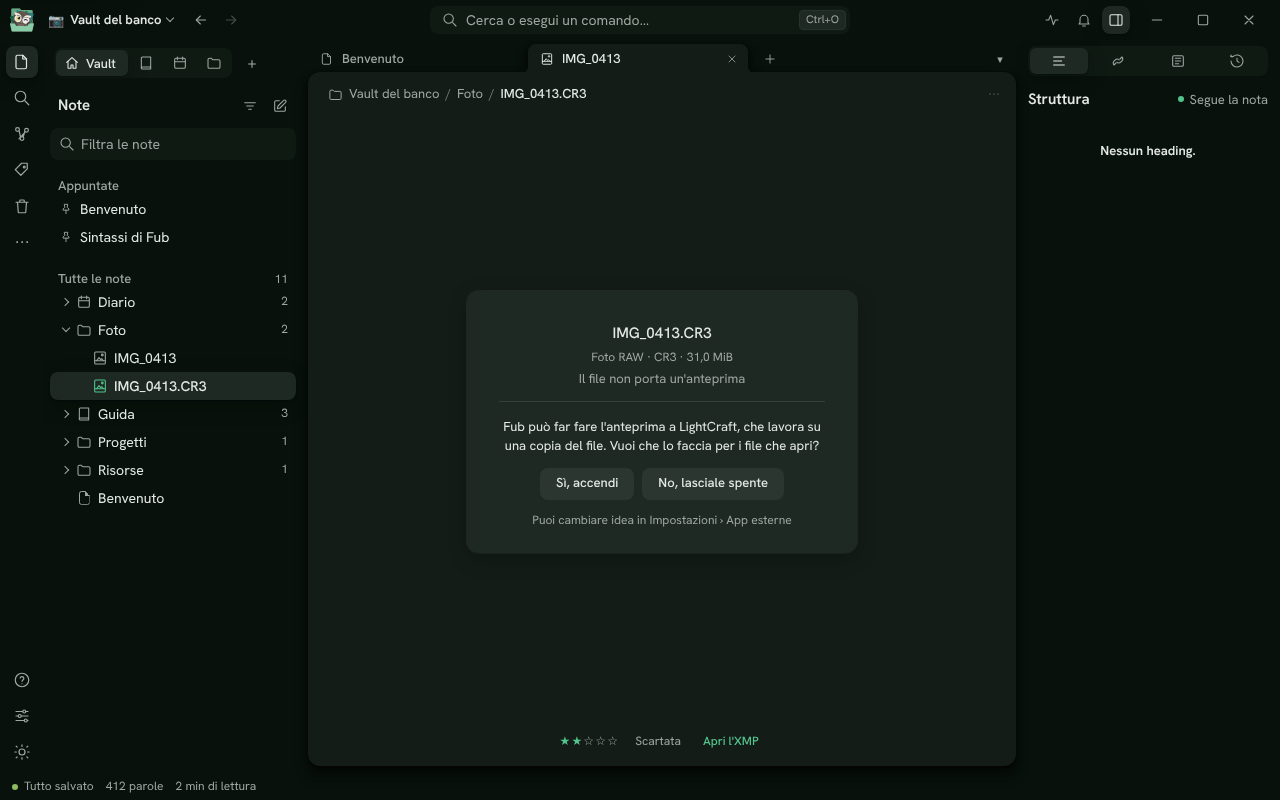 Vault del banco
Cerca o esegui un comando…
Ctrl+O
Vault
Benvenuto
IMG_0413
Note
Filtra le note
Appuntate
Benvenuto
Sintassi di Fub
Tutte le note 11
Diario 2
Foto 2
IMG_0413
IMG_0413.CR3
Guida 3
Progetti 1
Risorse 1
Benvenuto
Vault del banco / Foto / IMG_0413.CR3
IMG_0413.CR3
Foto RAW · CR3 · 31,0 MiB
Il file non porta un'anteprima
Fub può far fare l'anteprima a LightCraft, che lavora su
una copia del file. Vuoi che lo faccia per i file che apri?
Sì, accendi
No, lasciale spente
Puoi cambiare idea in Impostazioni › App esterne
★★☆☆☆ Scartata Apri l'XMP
Struttura
Segue la nota
Nessun heading.
Tutto salvato 412 parole 2 min di lettura